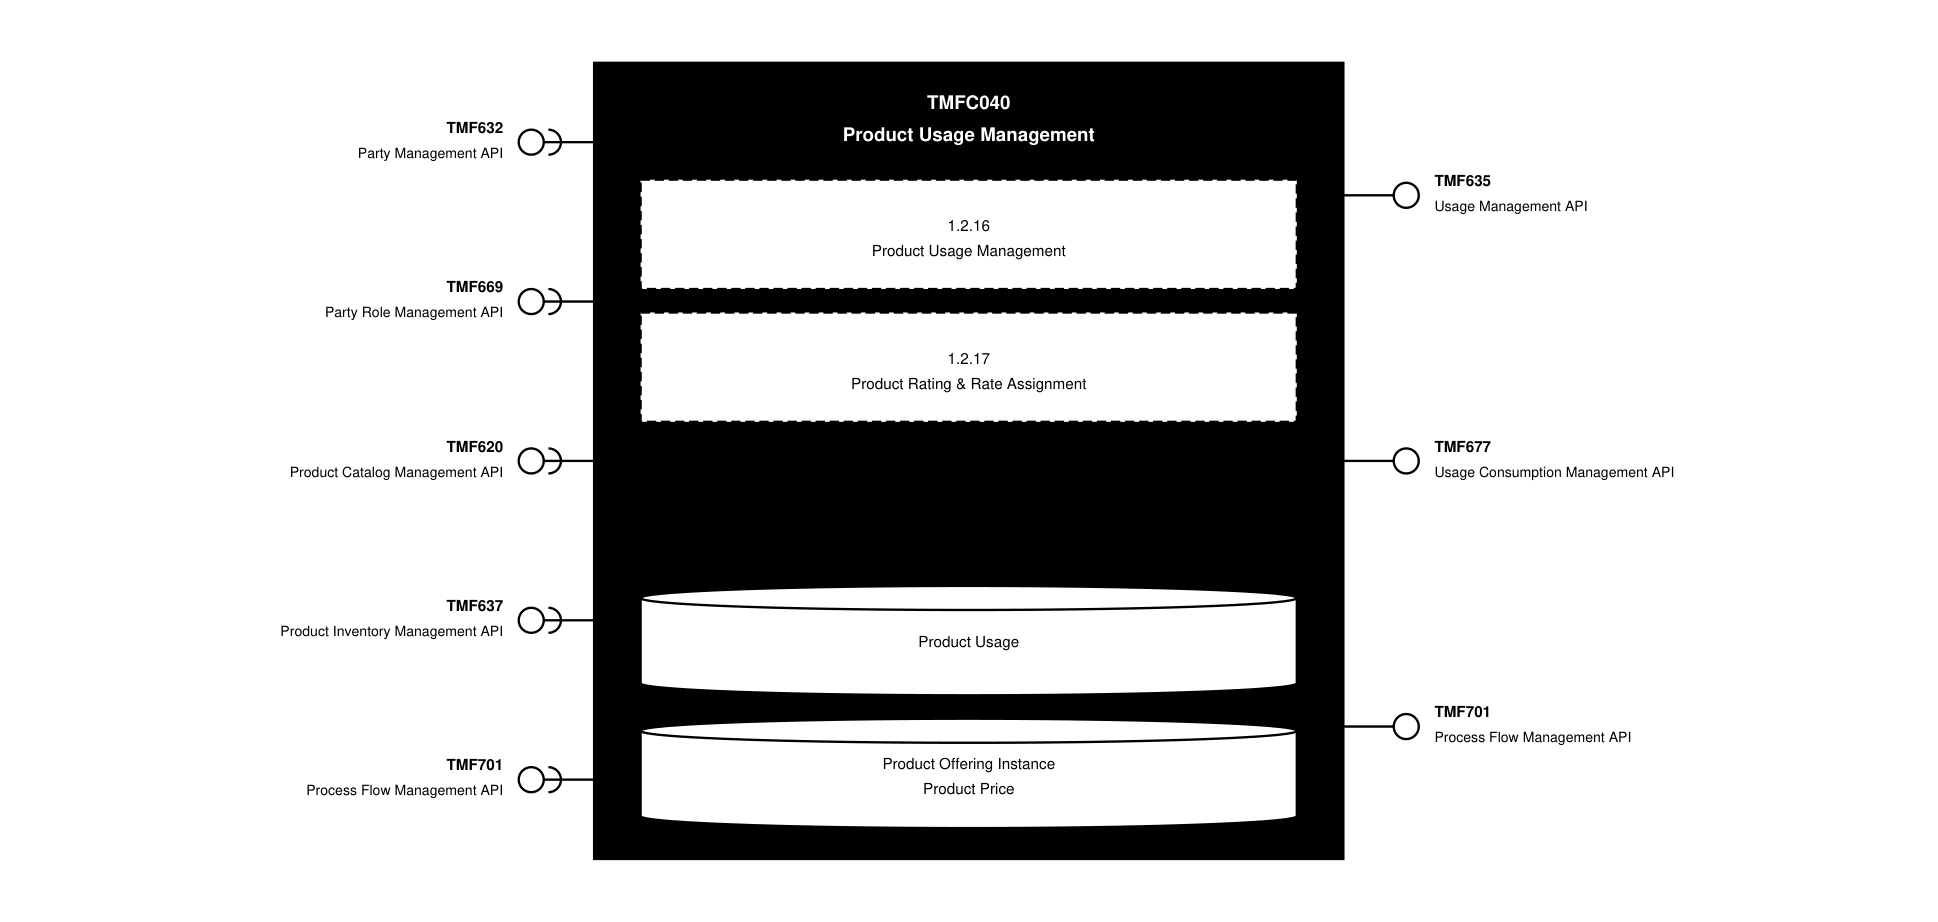 TMFC040
Product Usage Management
TMF632
Party Management API
TMF669
Party Role Management API
TMF620
Product Catalog Management API
TMF637
Product Inventory Management API
TMF701
Process Flow Management API
1.2.16
Product Usage Management
1.2.17
Product Rating & Rate Assignment
Product Usage
Product Offering Instance
Product Price
TMF635
Usage Management API
TMF677
Usage Consumption Management API
TMF701
Process Flow Management API